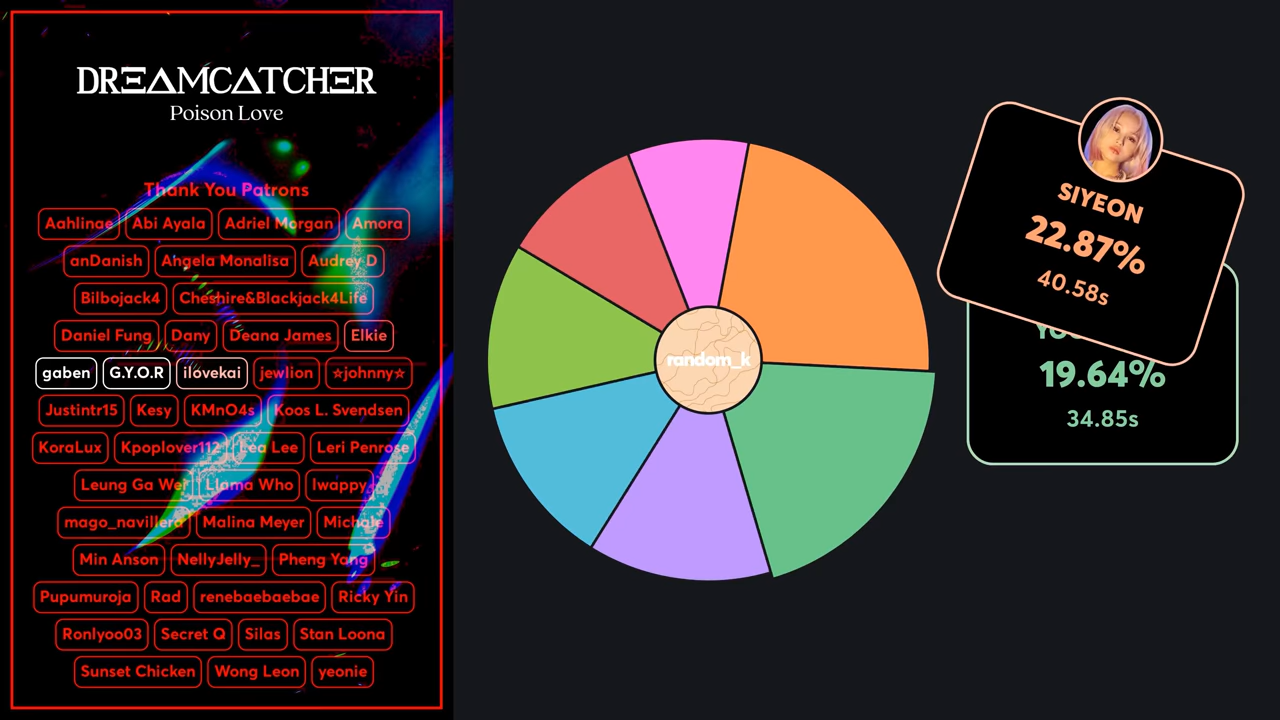 DREAMCATCHER
Poison Love
Thank You Patrons
Aahlinae Abi Ayala Adriel Morgan Amora
anDanish Angela Monalisa Audrey D
Bilbojack4 Cheshire&Blackjack4Life
Daniel Fung Dany Deana James Elkie
gaben G.Y.O.R ilovekai jewlion ☆johnny☆
Justintr15 Kesy KMnO4s Koos L. Svendsen
KoraLux Kpoplover112 Lea Lee Leri Penrose
Leung Ga Wei Llama Who lwappy
mago_navillera Malina Meyer Michale
Min Anson NellyJelly_ Pheng Yang
Pupumuroja Rad renebaebaebae Ricky Yin
Ronlyoo03 Secret Q Silas Stan Loona
Sunset Chicken Wong Leon yeonie
random_k
SIYEON
22.87%
40.58s
19.64%
34.85s